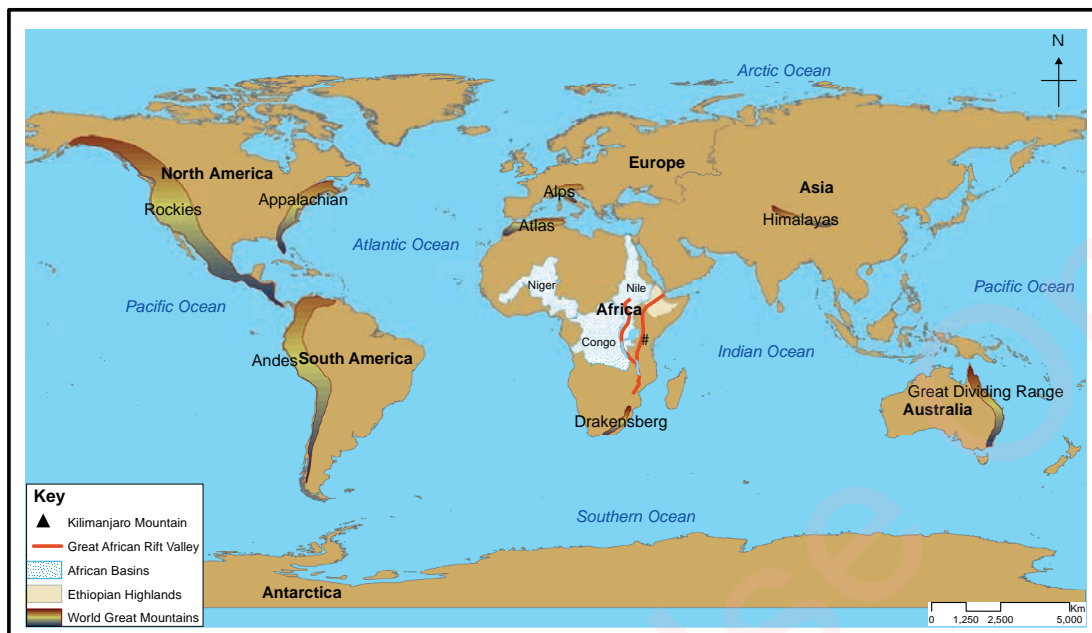 N
Arctic Ocean
North America
Europe
Asia
Rockies
Appalachian
Alps
Himalayas
Atlas
Atlantic Ocean
Pacific Ocean
Niger
Nile
Africa
Pacific Ocean
Congo
#
Indian Ocean
Andes
South America
Great Dividing Range
Australia
Drakensberg
Southern Ocean
Antarctica
Key
Kilimanjaro Mountain
Great African Rift Valley
African Basins
Ethiopian Highlands
World Great Mountains
Km
0 1,250 2,500 5,000